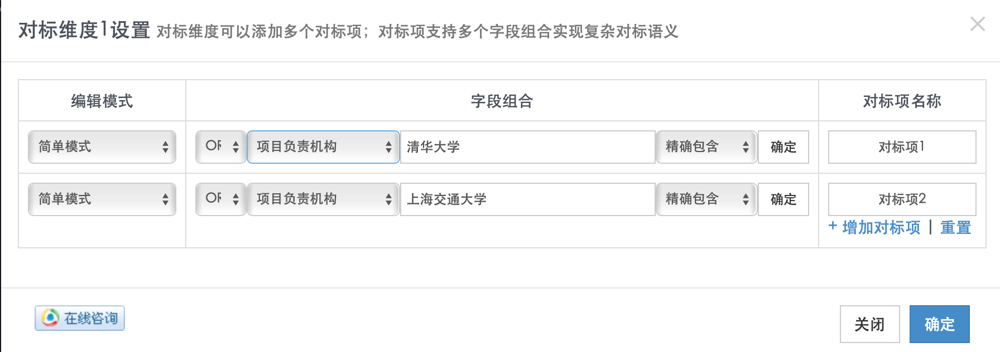 对标维度1设置 对标维度可以添加多个对标项；对标项支持多个字段组合实现复杂对标语义
编辑模式 字段组合 对标项名称
简单模式 OR 项目负责机构 清华大学 精确包含 确定 对标项1
简单模式 OR 项目负责机构 上海交通大学 精确包含 确定 对标项2
+ 增加对标项 | 重置
在线咨询 关闭 确定